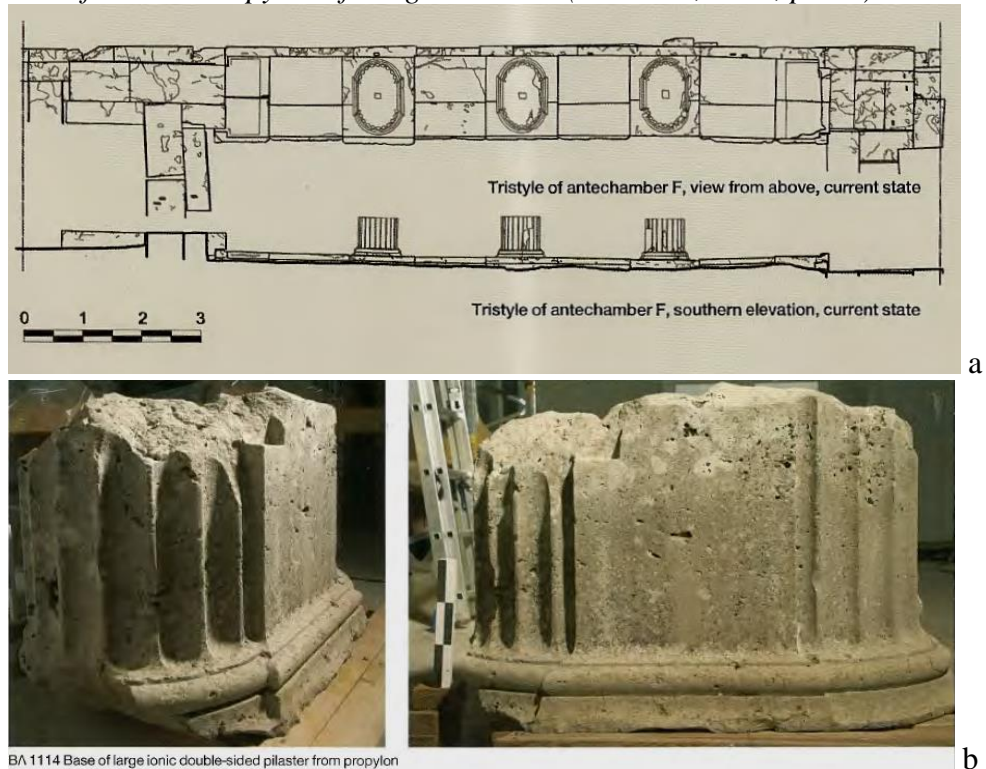 Tristyle of antechamber F, view from above, current state
Tristyle of antechamber F, southern elevation, current state
0 1 2 3
a
BΛ 1114 Base of large ionic double-sided pilaster from propylon
b